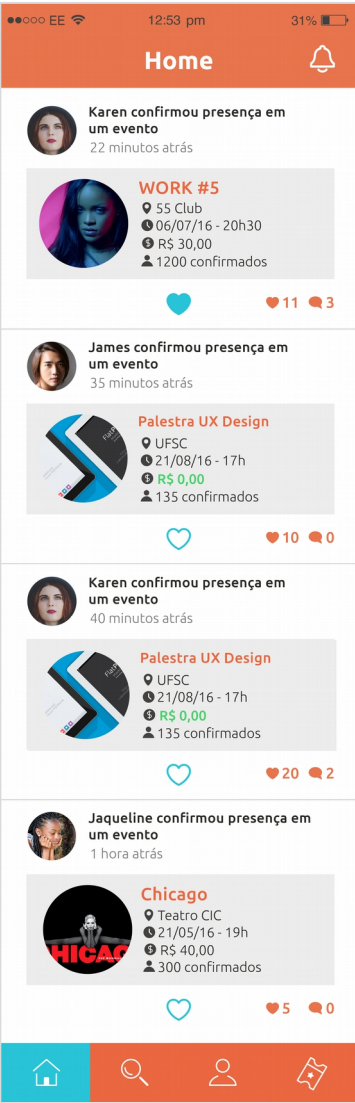 EE 12:53 pm 31%
Home
Karen confirmou presença em
um evento
22 minutos atrás
WORK #5
55 Club
06/07/16 - 20h30
R$ 30,00
1200 confirmados
11 3
James confirmou presença em
um evento
35 minutos atrás
Palestra UX Design
UFSC
21/08/16 - 17h
R$ 0,00
135 confirmados
10 0
Karen confirmou presença em
um evento
40 minutos atrás
Palestra UX Design
UFSC
21/08/16 - 17h
R$ 0,00
135 confirmados
20 2
Jaqueline confirmou presença em
um evento
1 hora atrás
Chicago
HICAG
Teatro CIC
21/05/16 - 19h
R$ 40,00
300 confirmados
5 0